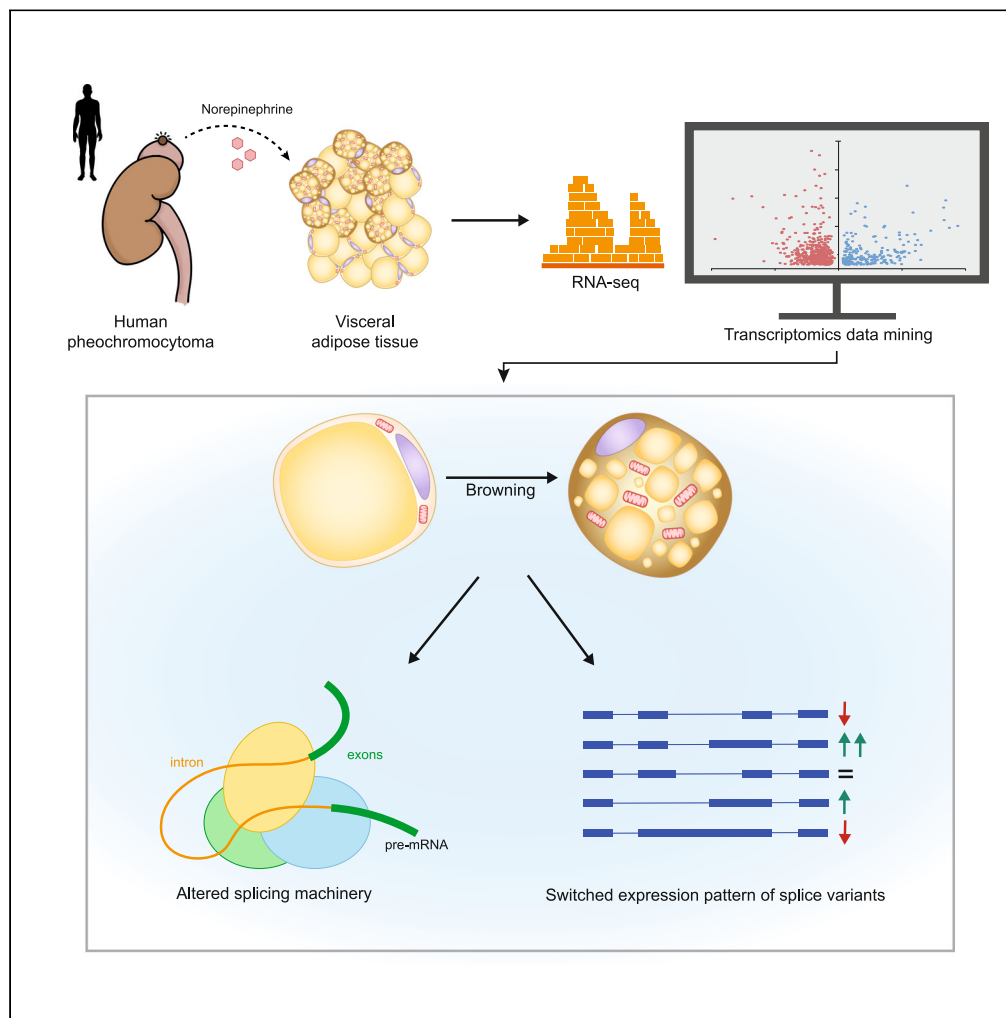 Norepinephrine
Human
pheochromocytoma
Visceral
adipose tissue
RNA-seq
Transcriptomics data mining
Browning
intron
exons
pre-mRNA
=
Altered splicing machinery
Switched expression pattern of splice variants